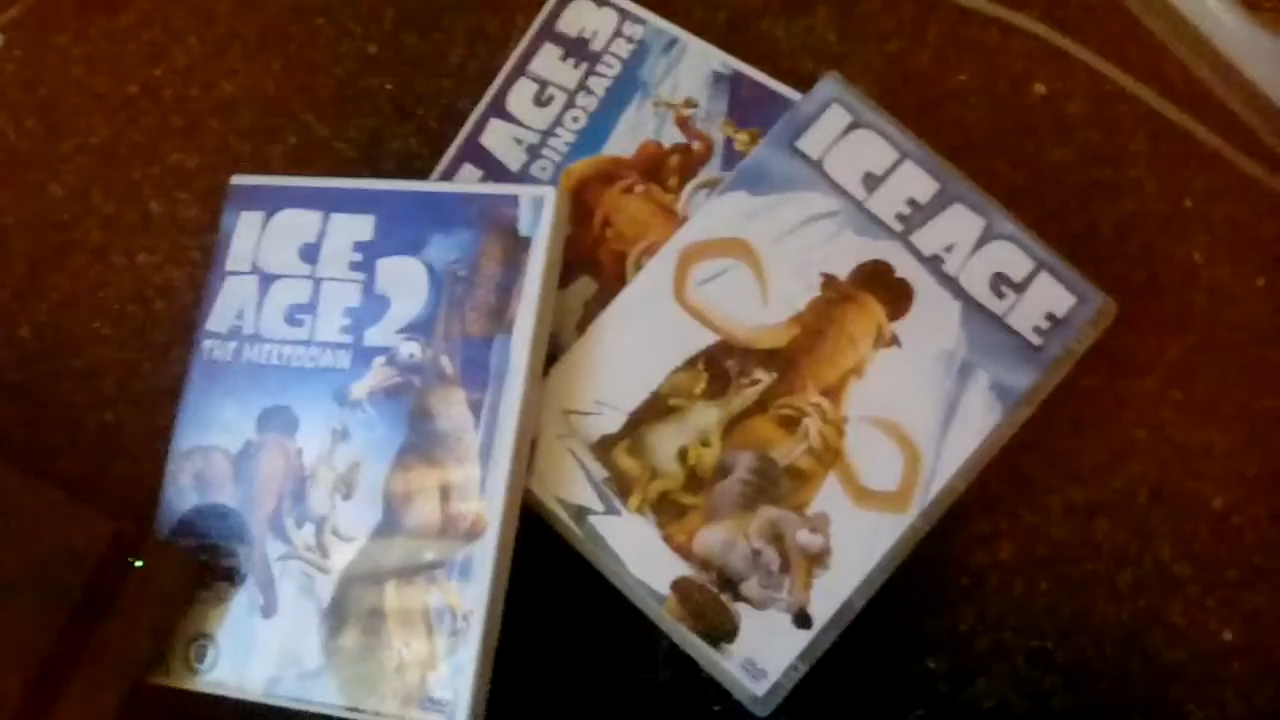 ICE
AGE 2
THE MELTDOWN
AGE 3
DINOSAURS
ICE AGE